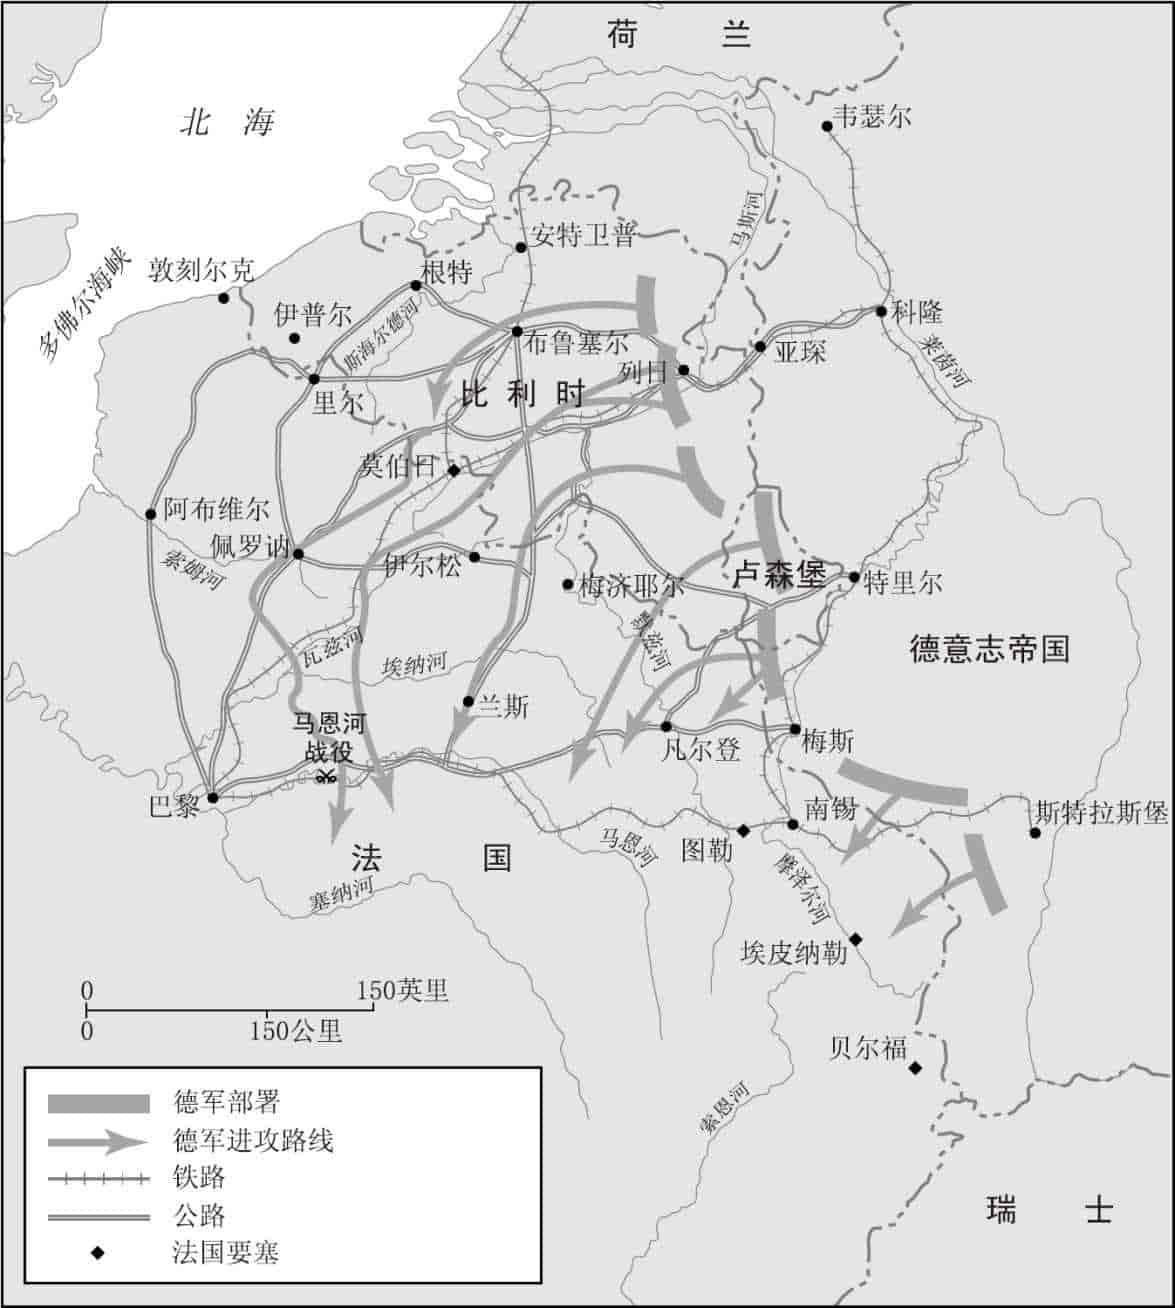 荷 兰
北 海
韦瑟尔
马斯河
安特卫普
多佛尔海峡
敦刻尔克
根特
伊普尔
斯海尔德河
布鲁塞尔
科隆
亚琛
列日
莱茵河
比 利 时
里尔
莫伯日
阿布维尔
佩罗讷
索姆河
伊尔松
梅济耶尔
卢森堡
特里尔
默兹河
瓦兹河
埃纳河
德意志帝国
兰斯
马恩河
战役
凡尔登
梅斯
巴黎
南锡
斯特拉斯堡
马恩河
图勒
法 国
摩泽尔河
塞纳河
埃皮纳勒
0 150英里
0 150公里
贝尔福
索恩河
德军部署
德军进攻路线
铁路
公路
法国要塞
瑞 士